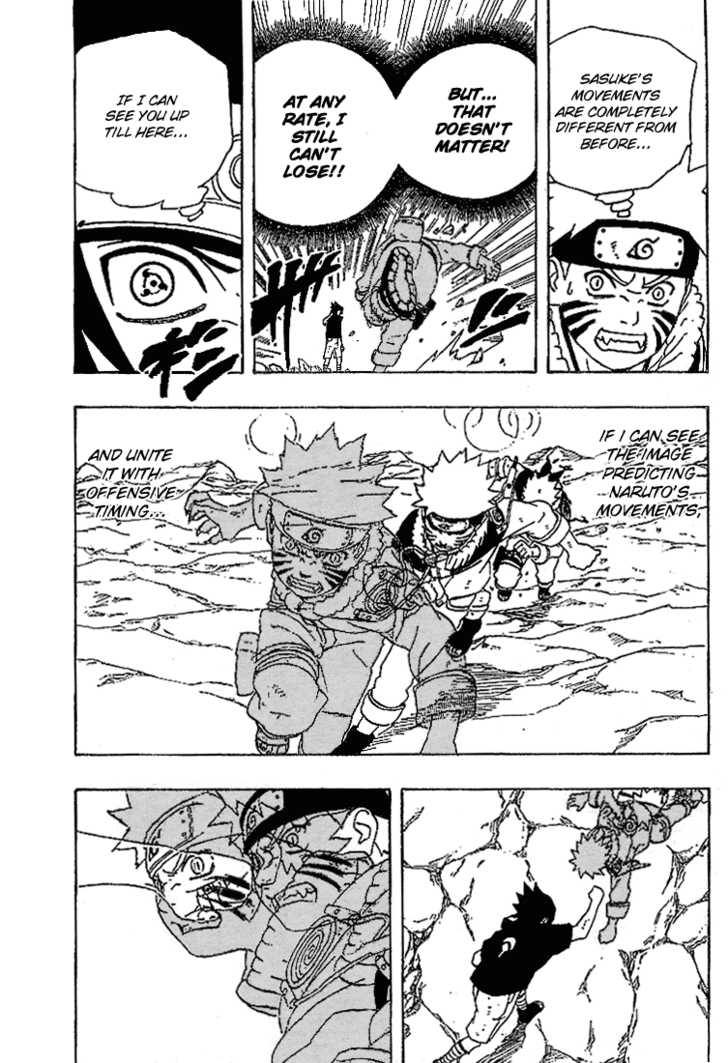 SASUKE'S
MOVEMENTS
ARE COMPLETELY
DIFFERENT FROM
BEFORE...
BUT...
THAT
DOESN'T
MATTER!
AT ANY
RATE, I
STILL
CAN'T
LOSE!!
IF I CAN
SEE YOU UP
TILL HERE...
IF I CAN SEE
THE IMAGE
PREDICTING
NARUTO'S
MOVEMENTS,
AND UNITE
IT WITH
OFFENSIVE
TIMING...